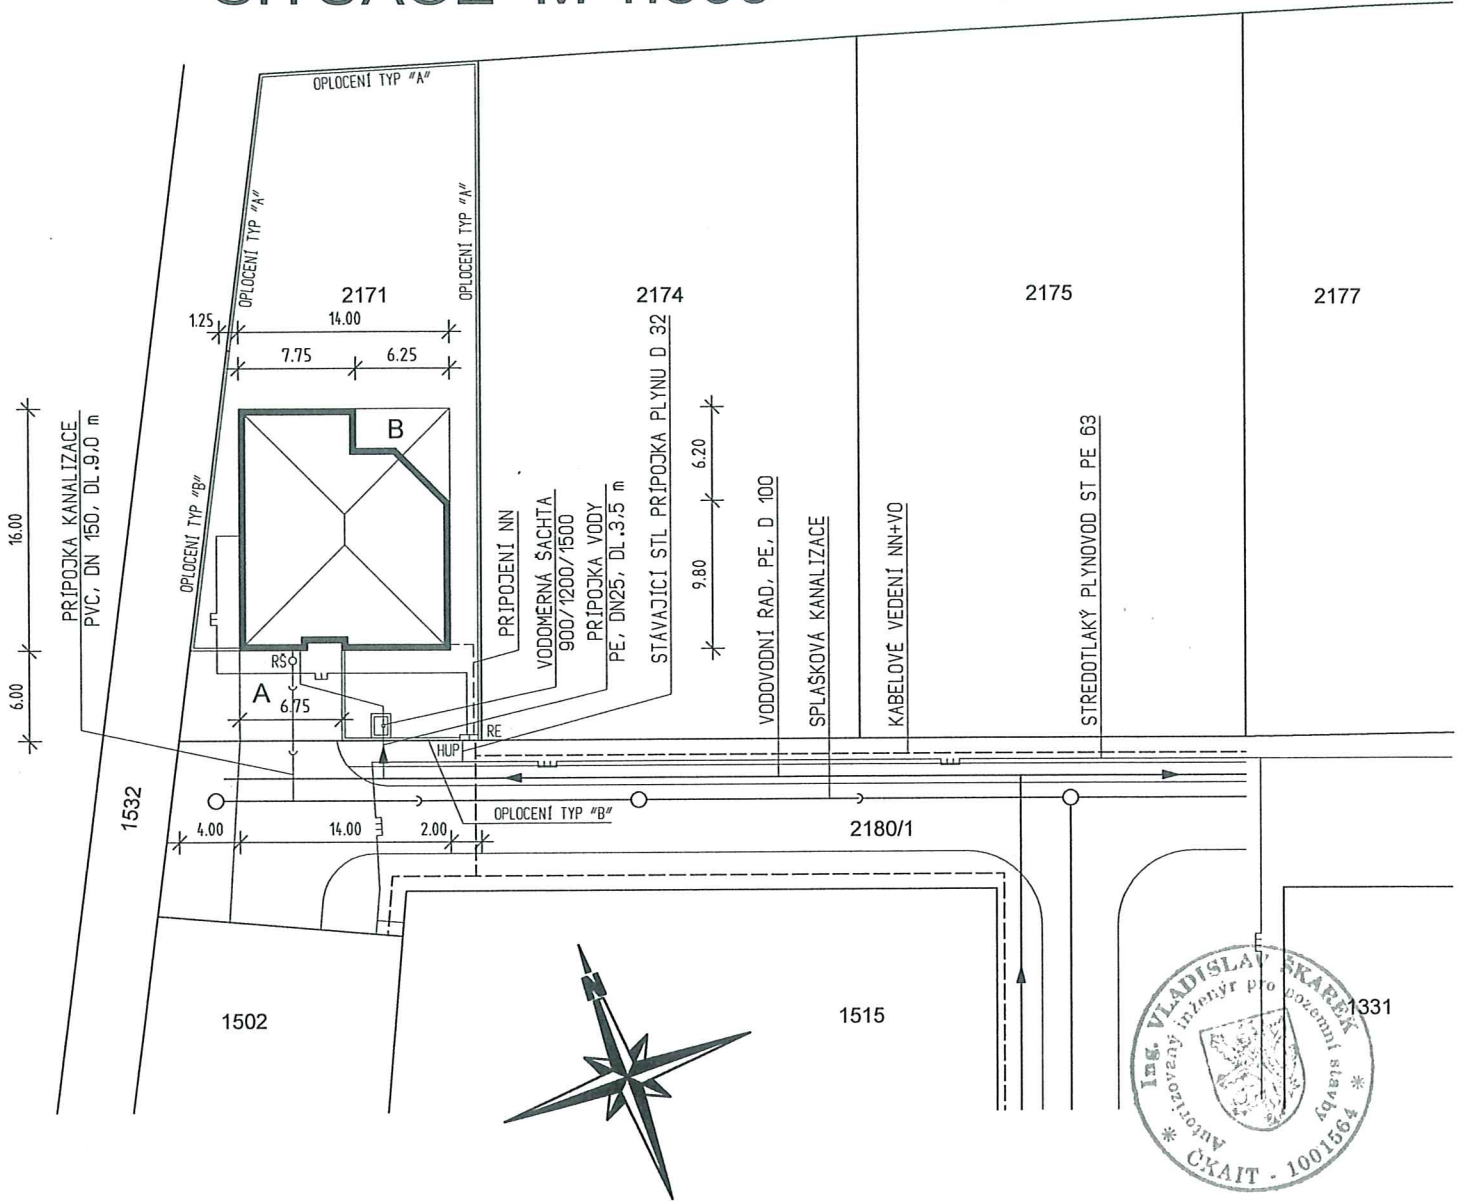 OPLOCENÍ TYP "A"
OPLOCENÍ TYP "A"
OPLOCENÍ TYP "A"
2171
2174
2175
2177
1.25
14.00
7.75
6.25
B
OPLOCENÍ TYP "B"
16.00
6.00
PŘÍPOJKA KANALIZACE
PVC, DN 150, DL.9,0 m
6.20
9.80
PŘIPOJENÍ NN
VODOMĚRNÁ ŠACHTA
900/1200/1500
PŘÍPOJKA VODY
PE, DN25, DL.3,5 m
STÁVAJÍCÍ STL PŘÍPOJKA PLYNU D 32
VODOVODNÍ ŘAD, PE, D 100
SPLAŠKOVÁ KANALIZACE
KABELOVÉ VEDENÍ NN+VO
STŘEDOTLAKÝ PLYNOVOD ST PE 63
RŠ
A
6.75
RE
HUP
OPLOCENÍ TYP "B"
1532
4.00
14.00
2.00
2180/1
1502
N
1515
1331
Ing. VLADISLAV ŠKAREK
Autorizovaný inženýr pro pozemní stavby
* ČKAIT - 1001564 *